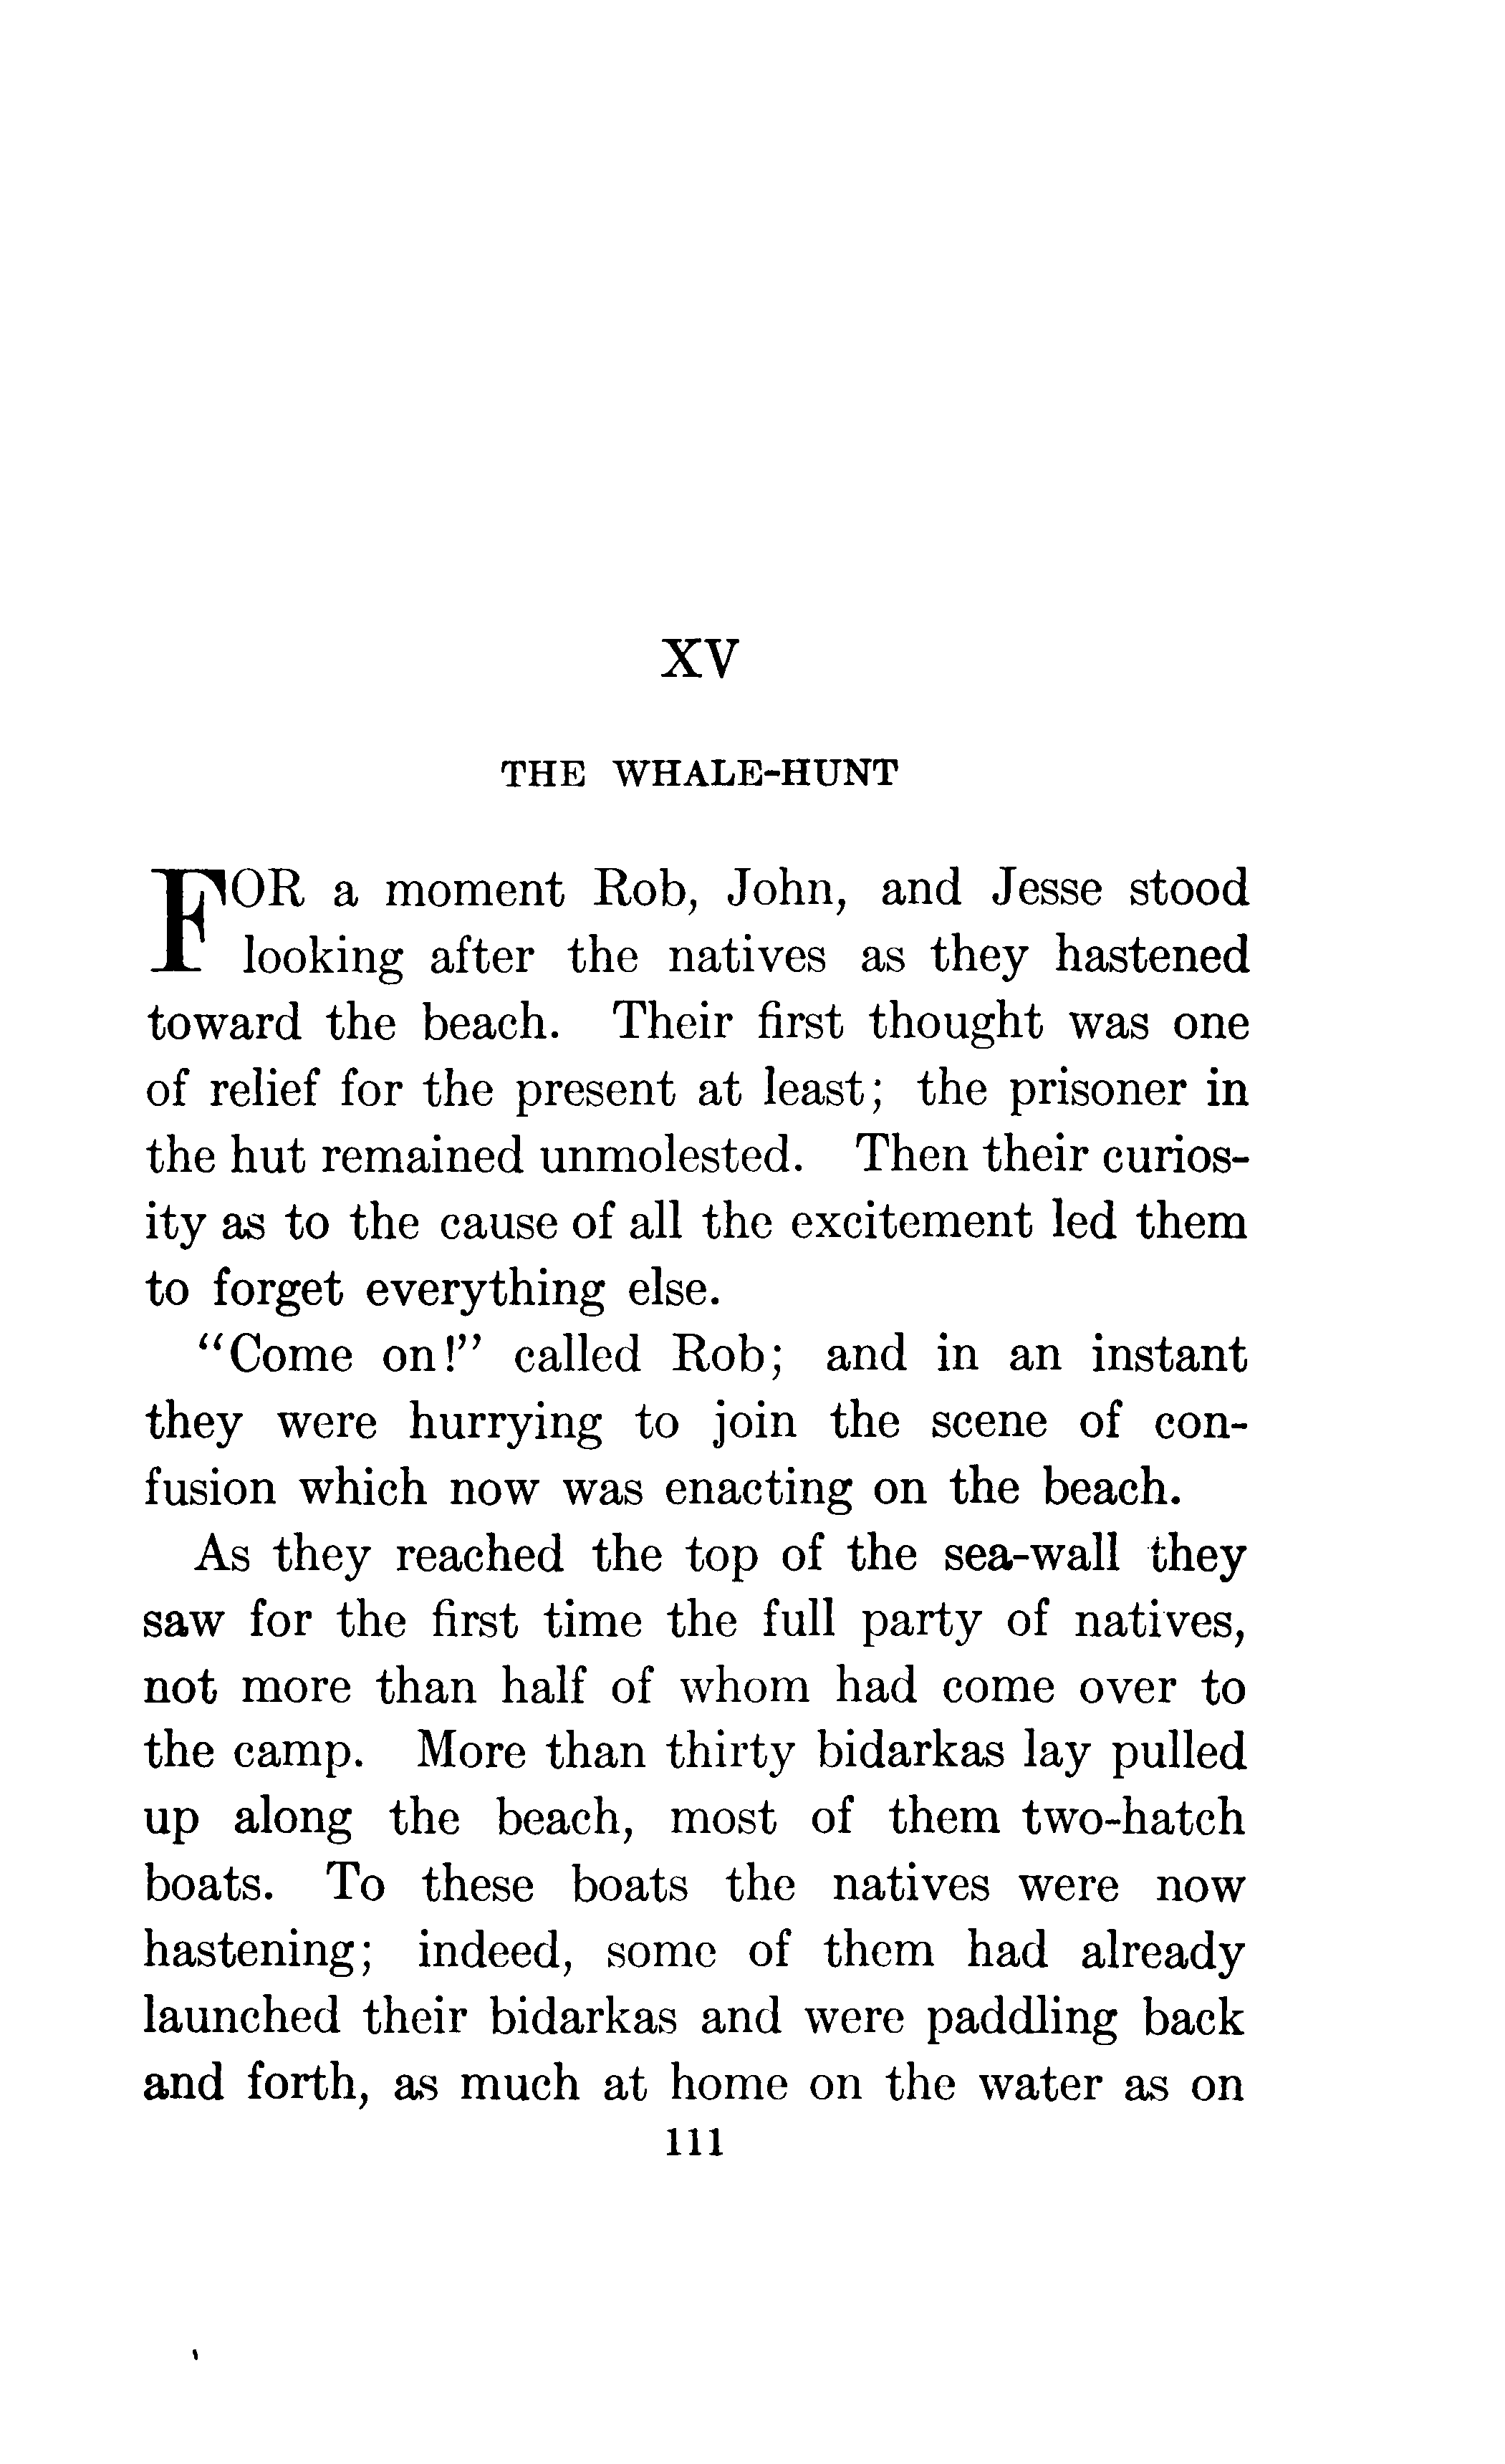 XV
THE WHALE-HUNT
FOR a moment Rob, John, and Jesse stood
looking after the natives as they hastened
toward the beach. Their first thought was one
of relief for the present at least; the prisoner in
the hut remained unmolested. Then their curios-
ity as to the cause of all the excitement led them
to forget everything else.
“Come on!” called Rob; and in an instant
they were hurrying to join the scene of con-
fusion which now was enacting on the beach.
As they reached the top of the sea-wall they
saw for the first time the full party of natives,
not more than half of whom had come over to
the camp. More than thirty bidarkas lay pulled
up along the beach, most of them two-hatch
boats. To these boats the natives were now
hastening; indeed, some of them had already
launched their bidarkas and were paddling back
and forth, as much at home on the water as on
111